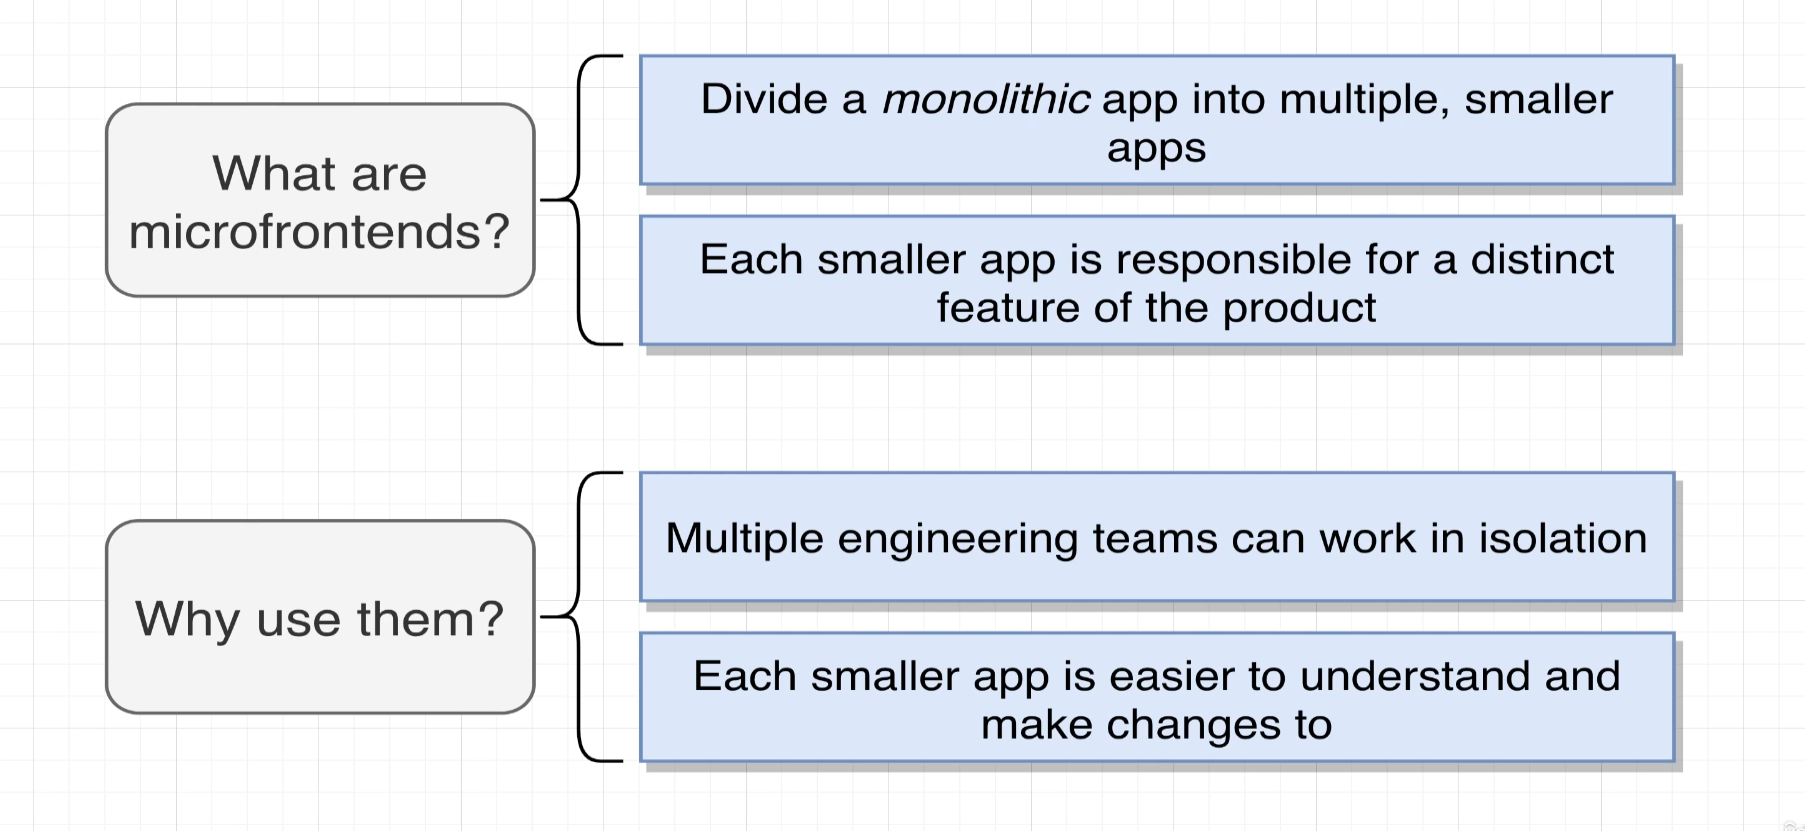 What are
microfrontends?
Divide a monolithic app into multiple, smaller
apps
Each smaller app is responsible for a distinct
feature of the product
Why use them?
Multiple engineering teams can work in isolation
Each smaller app is easier to understand and
make changes to